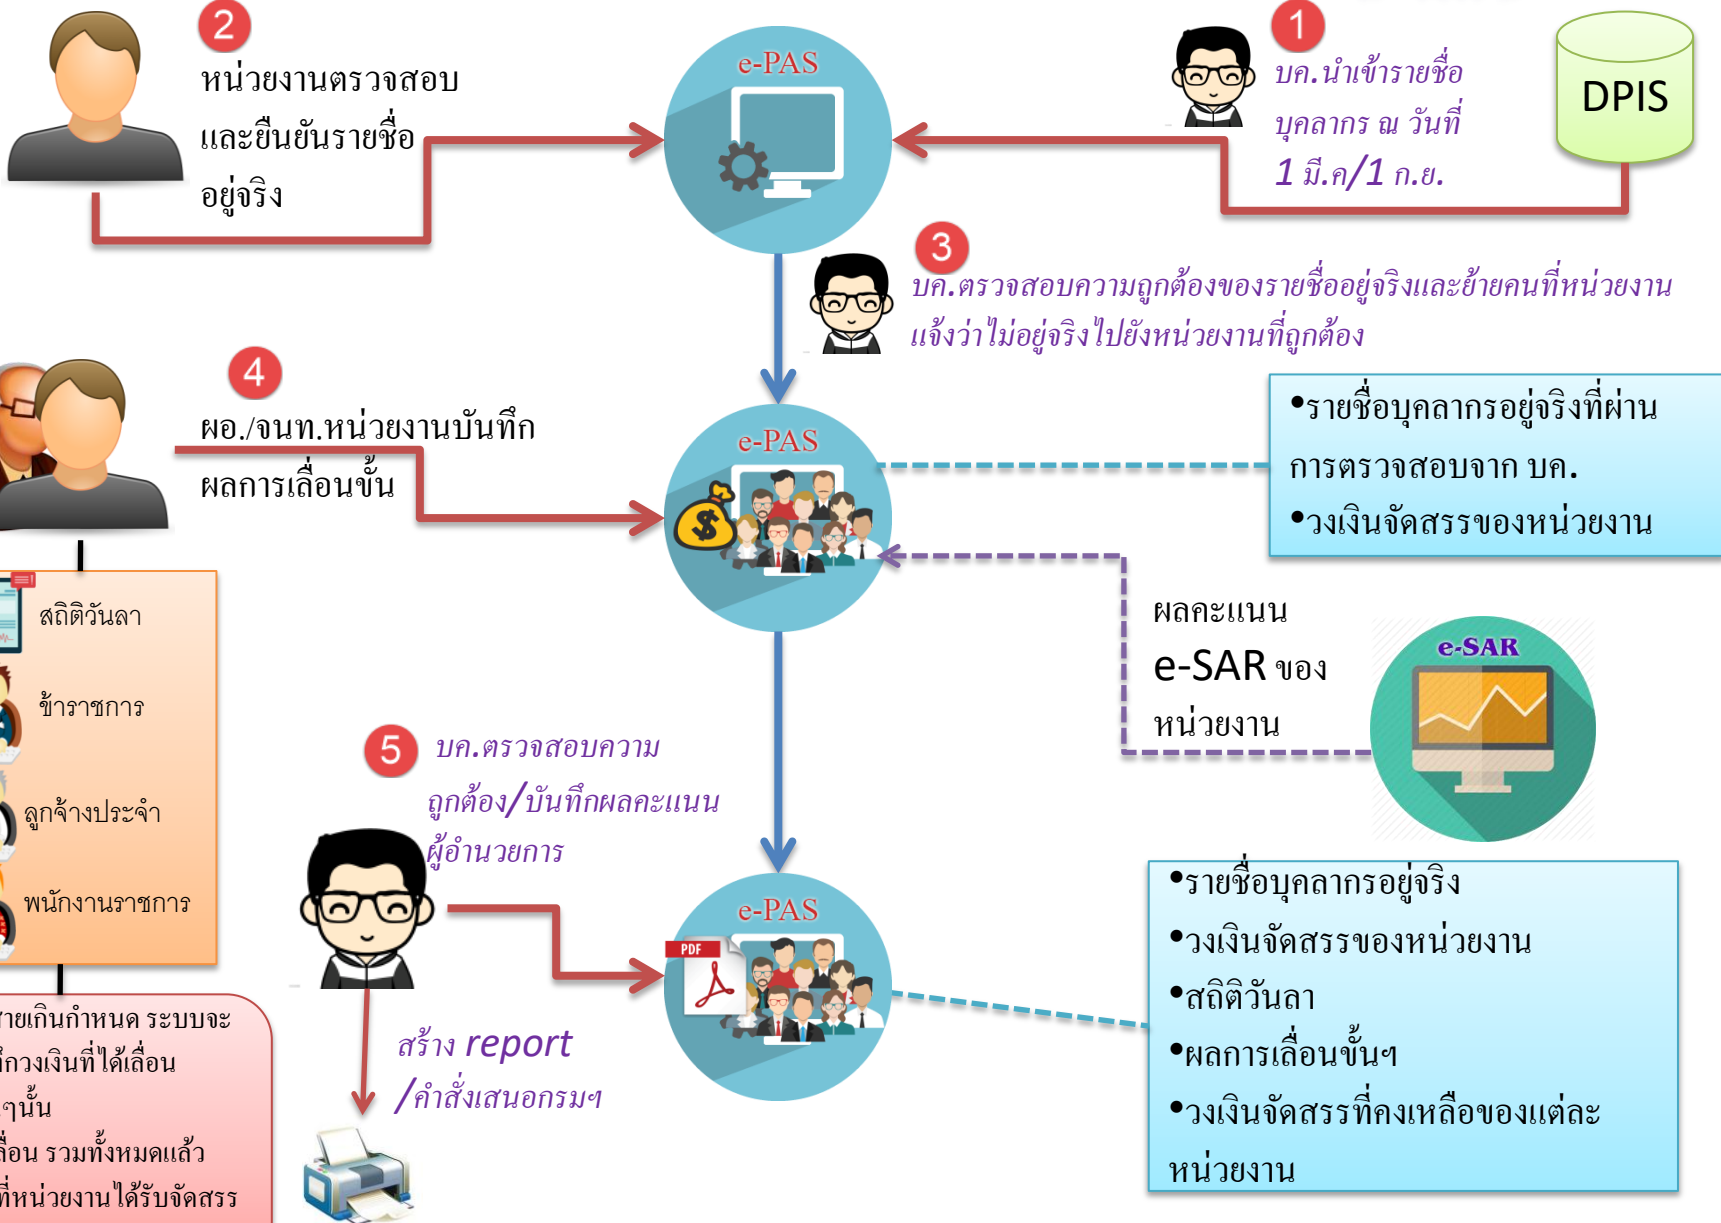 2
หน่วยงานตรวจสอบ
และยืนยันรายชื่อ
อยู่จริง
e-PAS
1
บค.นำเข้ารายชื่อ
บุคลากร ณ วันที่
1 มี.ค/1 ก.ย.
DPIS
3
บค.ตรวจสอบความถูกต้องของรายชื่ออยู่จริงและย้ายคนที่หน่วยงาน
แจ้งว่าไม่อยู่จริงไปยังหน่วยงานที่ถูกต้อง
4
ผอ./จนท.หน่วยงานบันทึก
ผลการเลื่อนขั้น
e-PAS
•รายชื่อบุคลากรอยู่จริงที่ผ่าน
การตรวจสอบจาก บค.
•วงเงินจัดสรรของหน่วยงาน
สถิติวันลา
ข้าราชการ
ลูกจ้างประจำ
พนักงานราชการ
ผลคะแนน
e-SAR ของ
หน่วยงาน
e-SAR
5
บค.ตรวจสอบความ
ถูกต้อง/บันทึกผลคะแนน
ผู้อำนวยการ
e-PAS
PDF
•รายชื่อบุคลากรอยู่จริง
•วงเงินจัดสรรของหน่วยงาน
•สถิติวันลา
•ผลการเลื่อนขั้นฯ
•วงเงินจัดสรรที่คงเหลือของแต่ละ
หน่วยงาน
สายเกินกำหนด ระบบจะ
วงเงินที่ได้เลื่อน
ๆนั้น
รวมทั้งหมดแล้ว
ที่หน่วยงานได้รับจัดสรร
สร้าง report
/คำสั่งเสนอกรมฯ